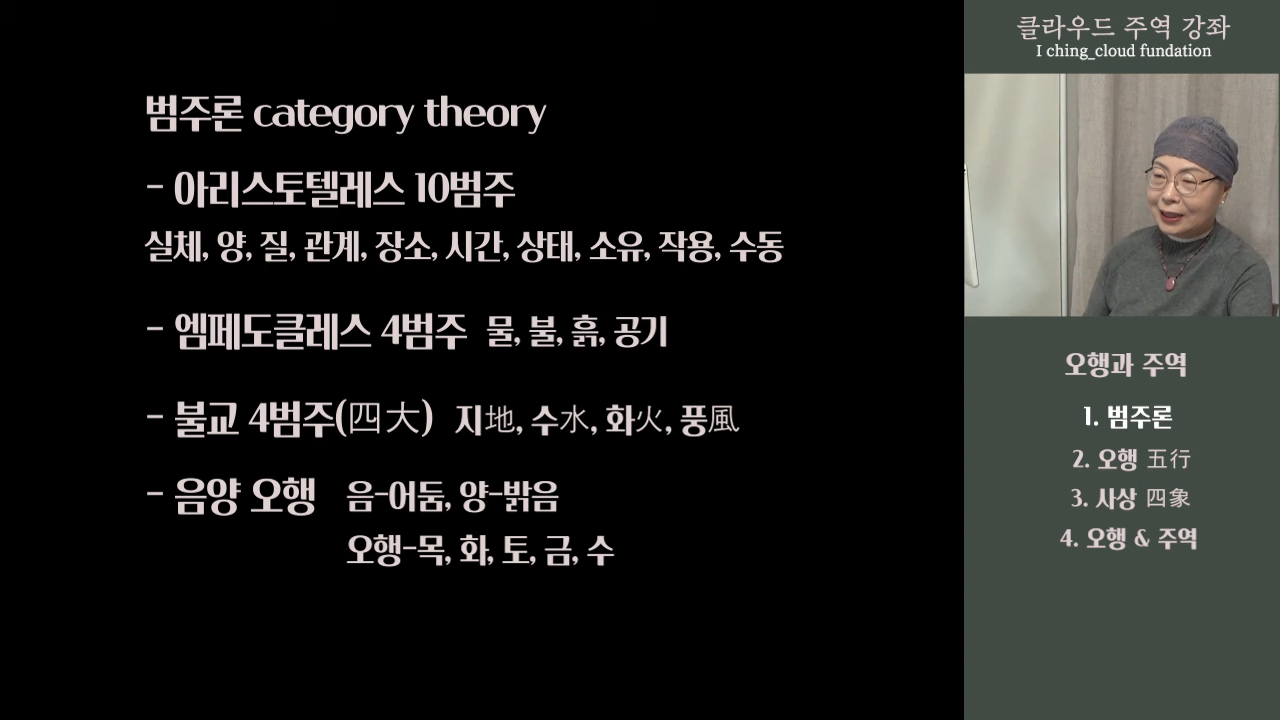 범주론 category theory
- 아리스토텔레스 10범주
실체, 양, 질, 관계, 장소, 시간, 상태, 소유, 작용, 수동
- 엠페도클레스 4범주 물, 불, 흙, 공기
- 불교 4범주(四大) 지地, 수水, 화火, 풍風
- 음양 오행 음-어둠, 양-밝음
오행-목, 화, 토, 금, 수
클라우드 주역 강좌
I ching_cloud fundation
오행과 주역
1. 범주론
2. 오행 五行
3. 사상 四象
4. 오행 & 주역